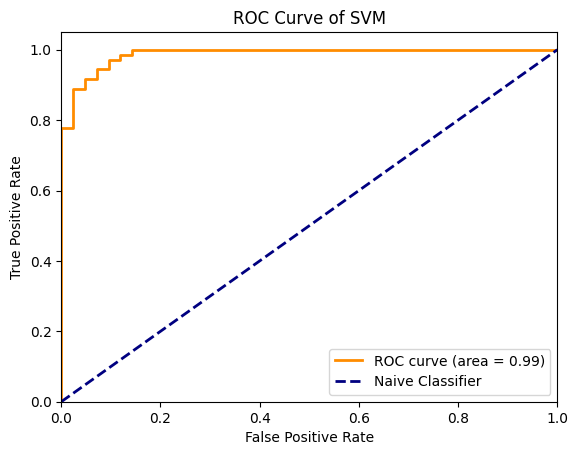 ROC Curve of SVM
True Positive Rate
1.0
0.8
0.6
0.4
0.2
0.0
0.0 0.2 0.4 0.6 0.8 1.0
False Positive Rate
ROC curve (area = 0.99)
Naive Classifier